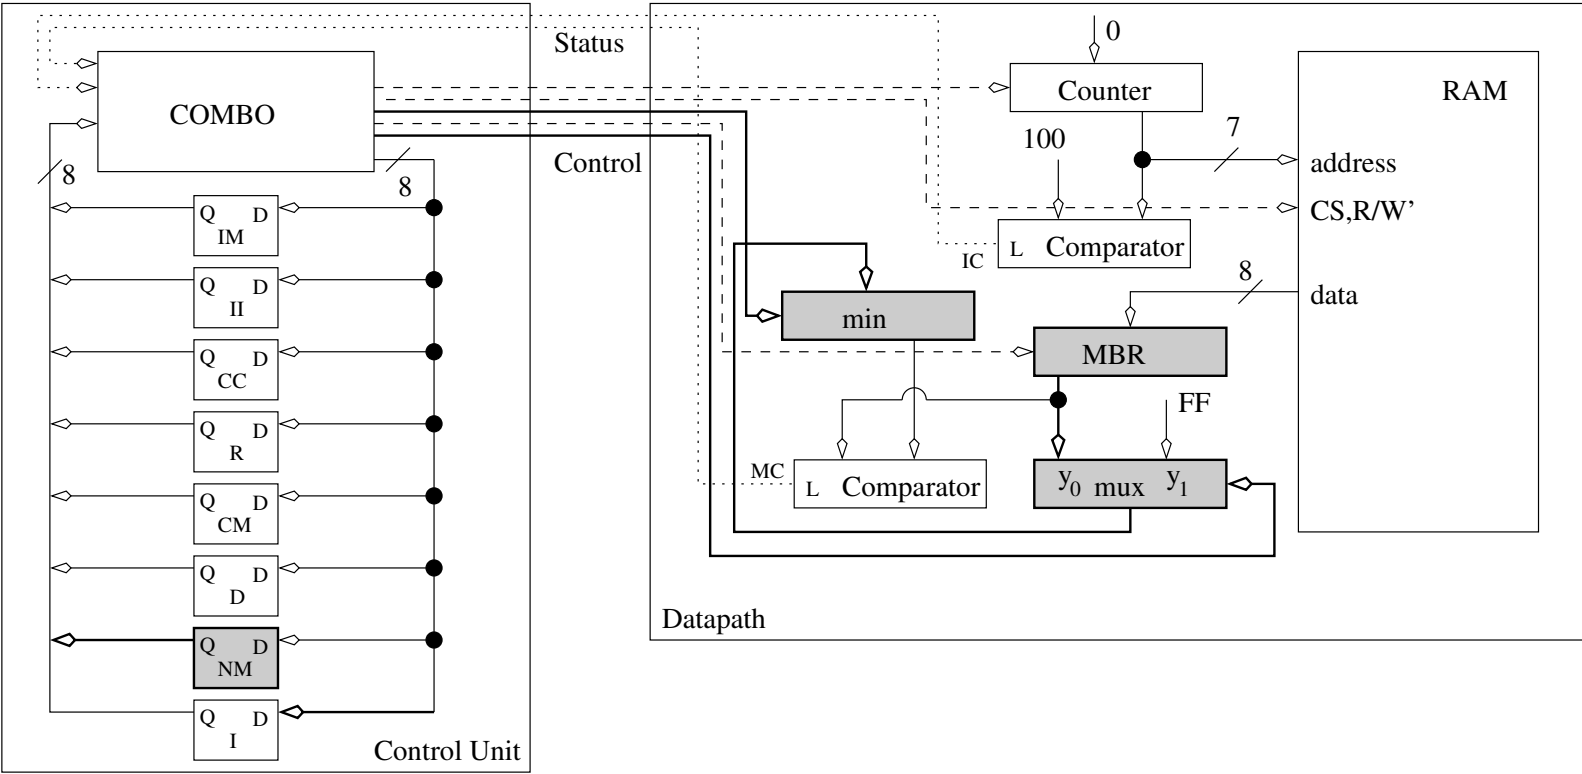 Status
0
COMBO
Counter
RAM
Control
100
7
address
8
8
Q D
IM
CS,R/W'
IC
L Comparator
Q D
II
8
data
min
MBR
Q D
CC
FF
Q D
R
MC
L Comparator
y0 mux y1
Q D
CM
Q D
D
Datapath
Q D
NM
Q D
I
Control Unit